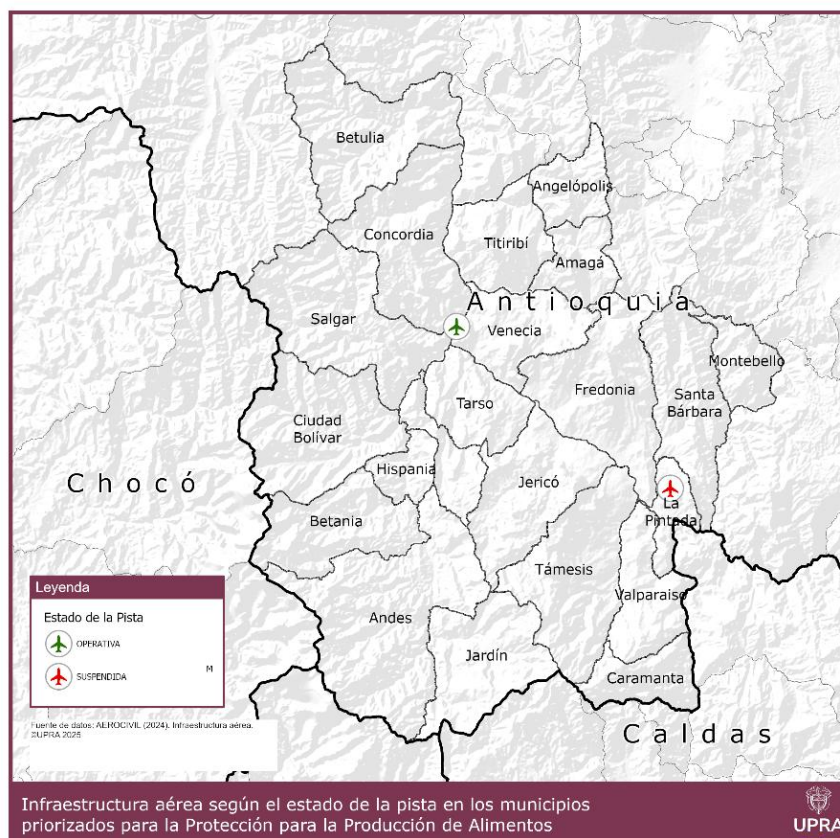 Betulia
Angelópolis
Concordia
Titiribí
Amagá
Antioquia
Salgar
Venecia
Montebello
Fredonia
Santa
Bárbara
Tarso
Ciudad
Bolívar
Hispania
Chocó
Jericó
La
Pintada
Betania
Támesis
Valparaiso
Andes
Jardín
Caramanta
Caldas
Leyenda
Estado de la Pista
OPERATIVA
SUSPENDIDA
M
Fuente de datos: AEROCIVIL (2024). Infraestructura aérea.
©UPRA 2025
Infraestructura aérea según el estado de la pista en los municipios
priorizados para la Protección para la Producción de Alimentos
UPRA